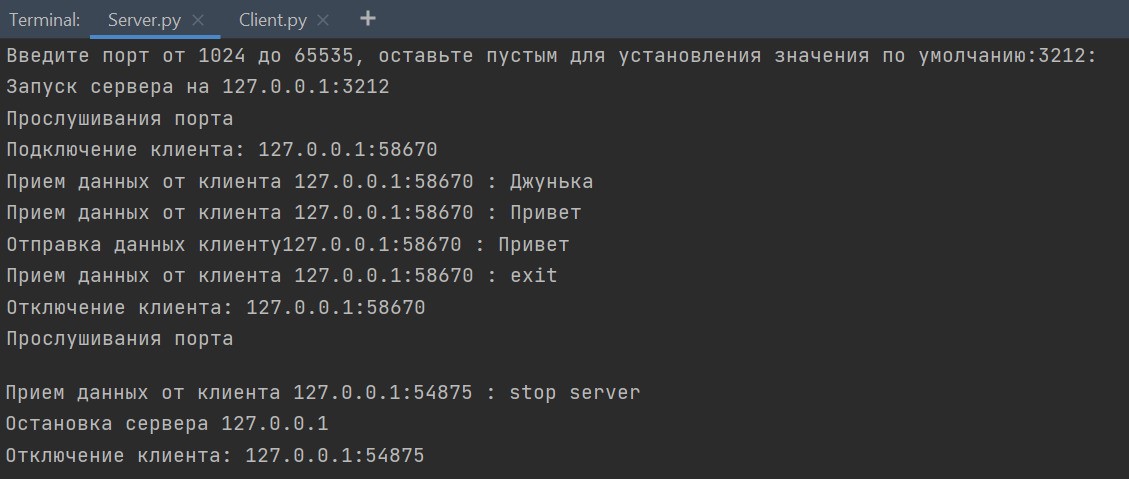 Terminal: Server.py × Client.py × +
Введите порт от 1024 до 65535, оставьте пустым для установления значения по умолчанию:3212:
Запуск сервера на 127.0.0.1:3212
Прослушивания порта
Подключение клиента: 127.0.0.1:58670
Прием данных от клиента 127.0.0.1:58670 : Джунька
Прием данных от клиента 127.0.0.1:58670 : Привет
Отправка данных клиенту127.0.0.1:58670 : Привет
Прием данных от клиента 127.0.0.1:58670 : exit
Отключение клиента: 127.0.0.1:58670
Прослушивания порта
Прием данных от клиента 127.0.0.1:54875 : stop server
Остановка сервера 127.0.0.1
Отключение клиента: 127.0.0.1:54875